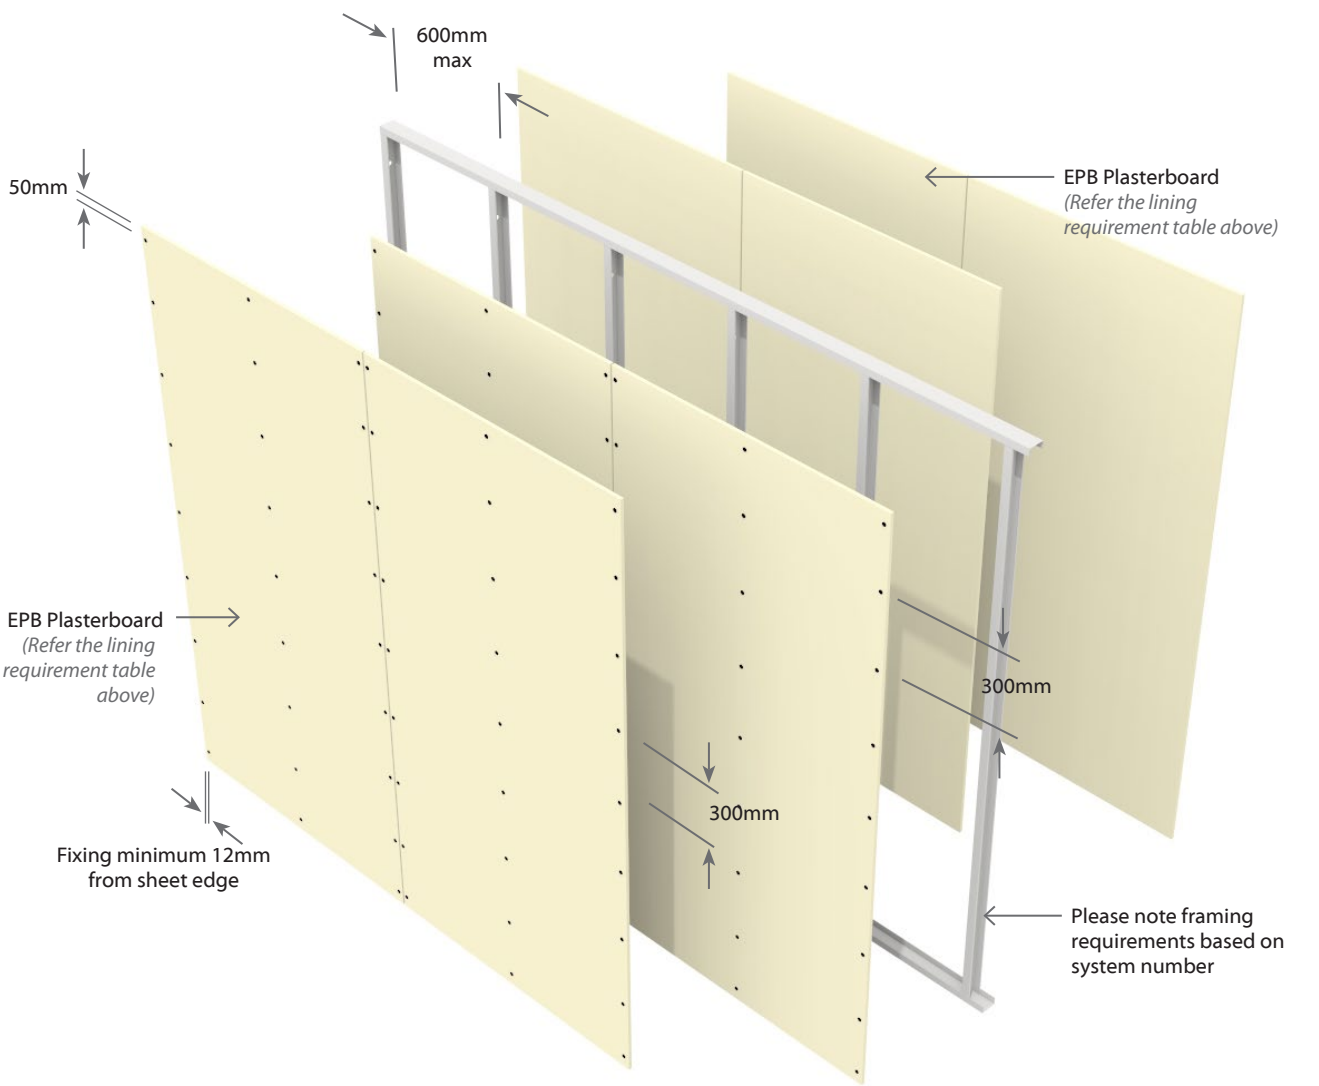 600mm
max
50mm
EPB Plasterboard
(Refer the lining
requirement table above)
EPB Plasterboard
(Refer the lining
requirement table
above)
300mm
300mm
Fixing minimum 12mm
from sheet edge
Please note framing
requirements based on
system number